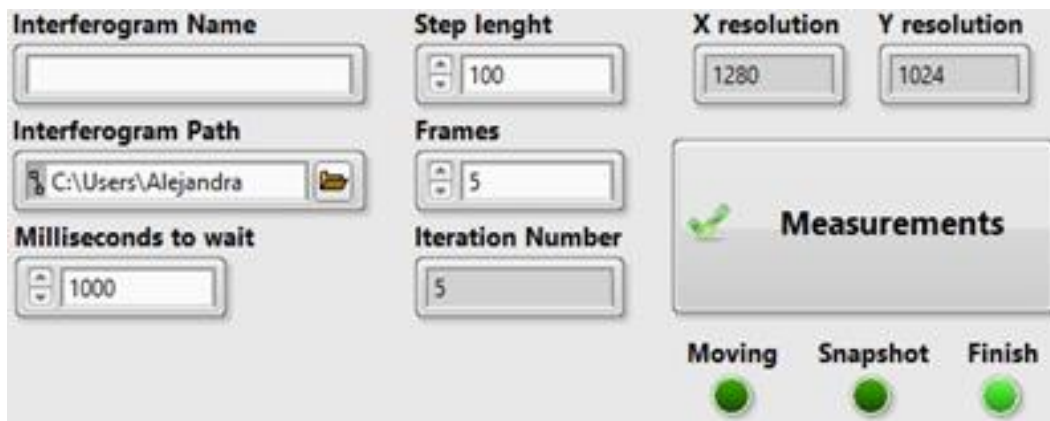 Interferogram Name
Step lenght
X resolution
Y resolution
100
1280
1024
Interferogram Path
Frames
C:\Users\Alejandra
5
Measurements
Milliseconds to wait
Iteration Number
1000
5
Moving
Snapshot
Finish